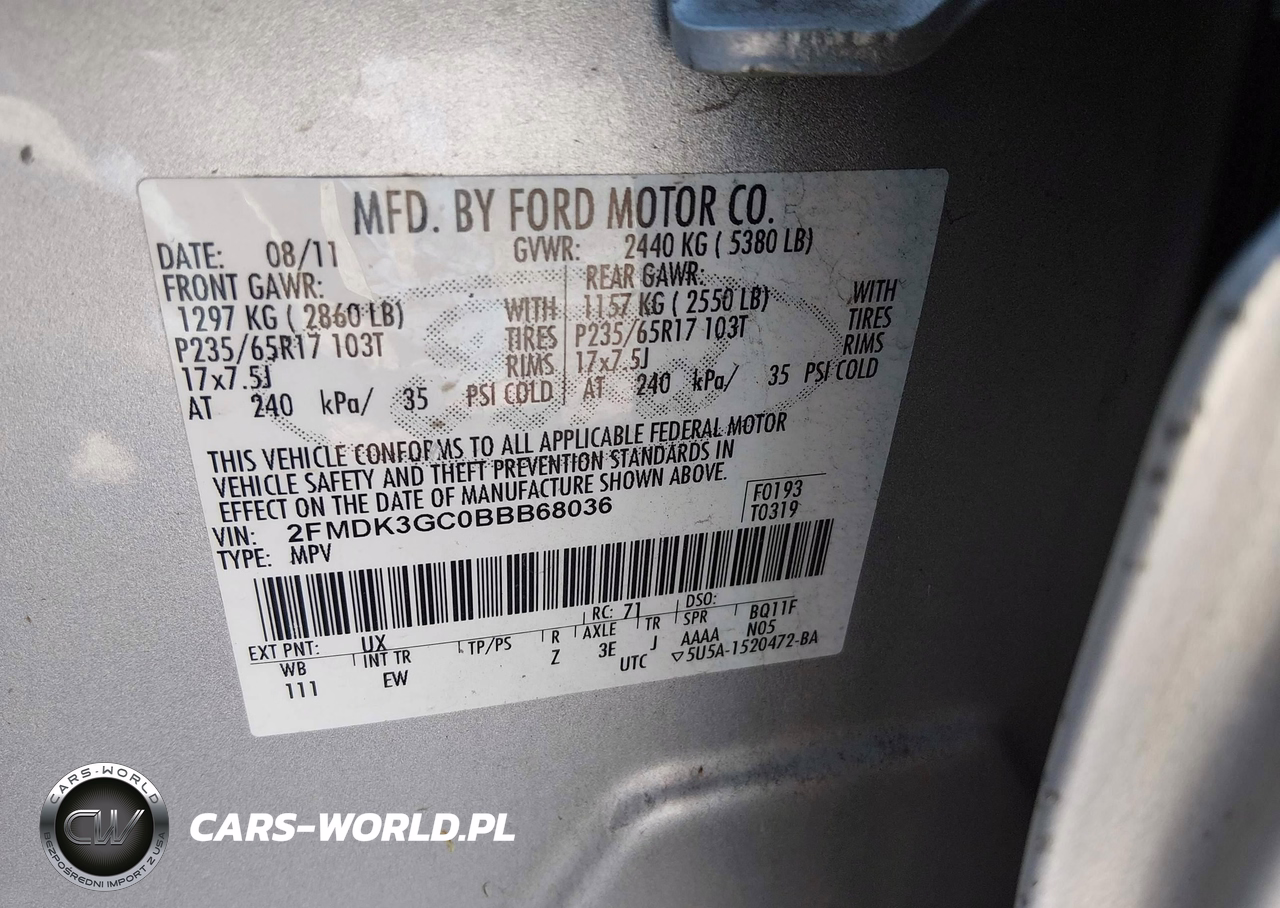 MFD. BY FORD MOTOR CO.
DATE: 08/11 GVWR: 2440 KG ( 5380 LB)
FRONT GAWR: REAR GAWR:
1297 KG ( 2860 LB) WITH 1157 KG ( 2550 LB) WITH
P235/65R17 103T TIRES P235/65R17 103T TIRES
17x7.5J RIMS 17x7.5J RIMS
AT 240 kPa/ 35 PSI COLD AT 240 kPa/ 35 PSI COLD
THIS VEHICLE CONFORMS TO ALL APPLICABLE FEDERAL MOTOR
VEHICLE SAFETY AND THEFT PREVENTION STANDARDS IN
EFFECT ON THE DATE OF MANUFACTURE SHOWN ABOVE.
VIN: 2FMDK3GC0BBB68036 F0193
TYPE: MPV T0319
EXT PNT: UX RC: 71 DSO:
WB INT TR TP/PS R AXLE TR SPR BQ11F
111 EW Z 3E J AAAA N05
UTC ▽5U5A-1520472-BA
CARS-WORLD
CW
BEZPOŚREDNI IMPORT Z USA
CARS-WORLD.PL